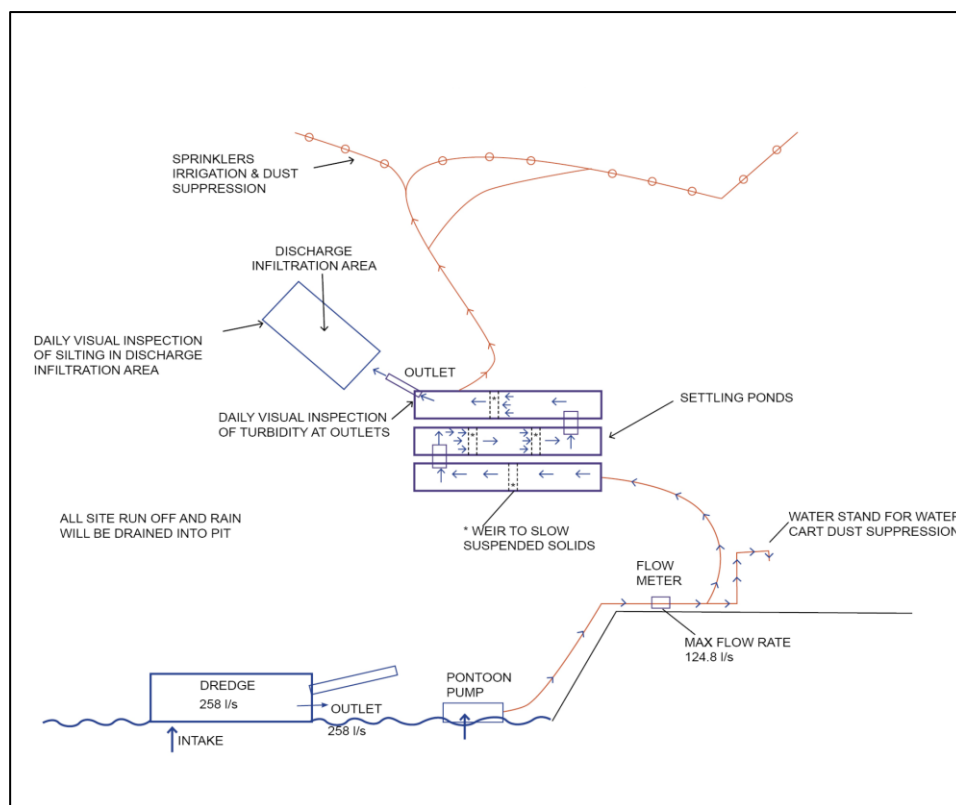 SPRINKLERS
IRRIGATION & DUST
SUPPRESSION
DISCHARGE
INFILTRATION AREA
DAILY VISUAL INSPECTION
OF SILTING IN DISCHARGE
INFILTRATION AREA
OUTLET
DAILY VISUAL INSPECTION
OF TURBIDITY AT OUTLETS
SETTLING PONDS
*
*
*
*
ALL SITE RUN OFF AND RAIN
WILL BE DRAINED INTO PIT
* WEIR TO SLOW
SUSPENDED SOLIDS
WATER STAND FOR WATER
CART DUST SUPPRESSION
FLOW
METER
MAX FLOW RATE
124.8 l/s
PONTOON
PUMP
DREDGE
258 l/s
OUTLET
258 l/s
INTAKE